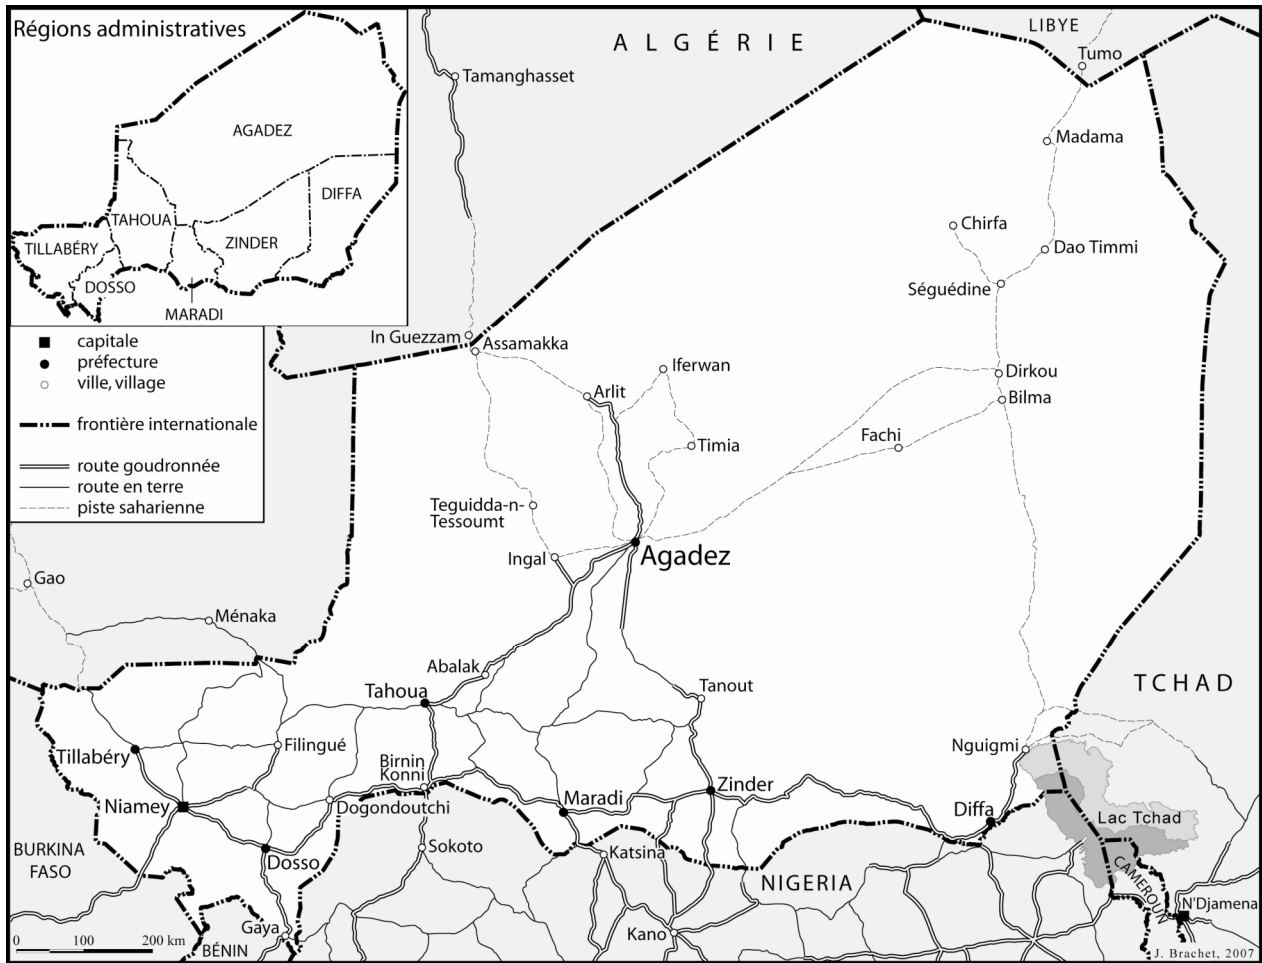 Régions administratives
AGADEZ
DIFFA
TAHOUA
TILLABÉRY
ZINDER
DOSSO
MARADI
capitale
préfecture
ville, village
frontière internationale
route goudronnée
route en terre
piste saharienne
ALGÉRIE
LIBYE
Tumo
Tamanghasset
Madama
Chirfa
Dao Timmi
Séguédine
In Guezzam
Assamakka
Iferwan
Dirkou
Arlit
Bilma
Fachi
Timia
Teguidda-n-
Tessoumt
Ingal
Agadez
Gao
Ménaka
Abalak
TCHAD
Tahoua
Tanout
Filingué
Nguigmi
Tillabéry
Birnin
Konni
Zinder
Maradi
Niamey
Dogondoutchi
Diffa
Lac Tchad
BURKINA
FASO
Sokoto
Katsina
Dosso
NIGERIA
CAMEROUN
N'Djamena
Gaya
Kano
BÉNIN
0 100 200 km
J. Brachet, 2007